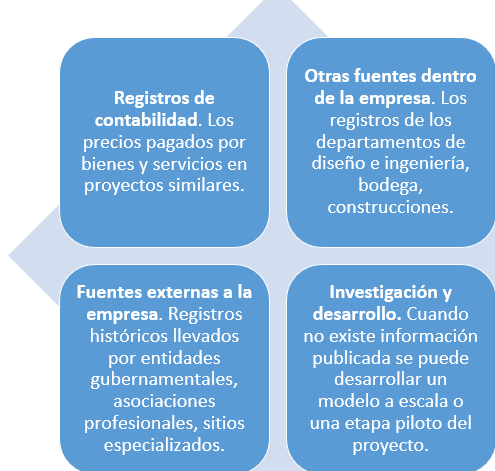 Registros de
contabilidad. Los
precios pagados por
bienes y servicios en
proyectos similares.
Otras fuentes dentro
de la empresa. Los
registros de los
departamentos de
diseño e ingeniería,
bodega,
construcciones.
Fuentes externas a la
empresa. Registros
históricos llevados
por entidades
gubernamentales,
asociaciones
profesionales, sitios
especializados.
Investigación y
desarrollo. Cuando
no existe información
publicada se puede
desarrollar un
modelo a escala o
una etapa piloto del
proyecto.